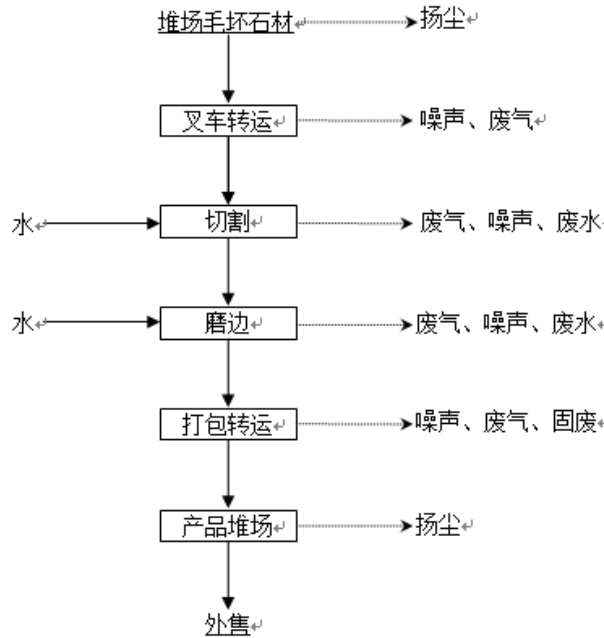 堆场毛坯石材 扬尘
叉车转运 噪声、废气
水 切割 废气、噪声、废水
水 磨边 废气、噪声、废水
打包转运 噪声、废气、固废
产品堆场 扬尘
外售